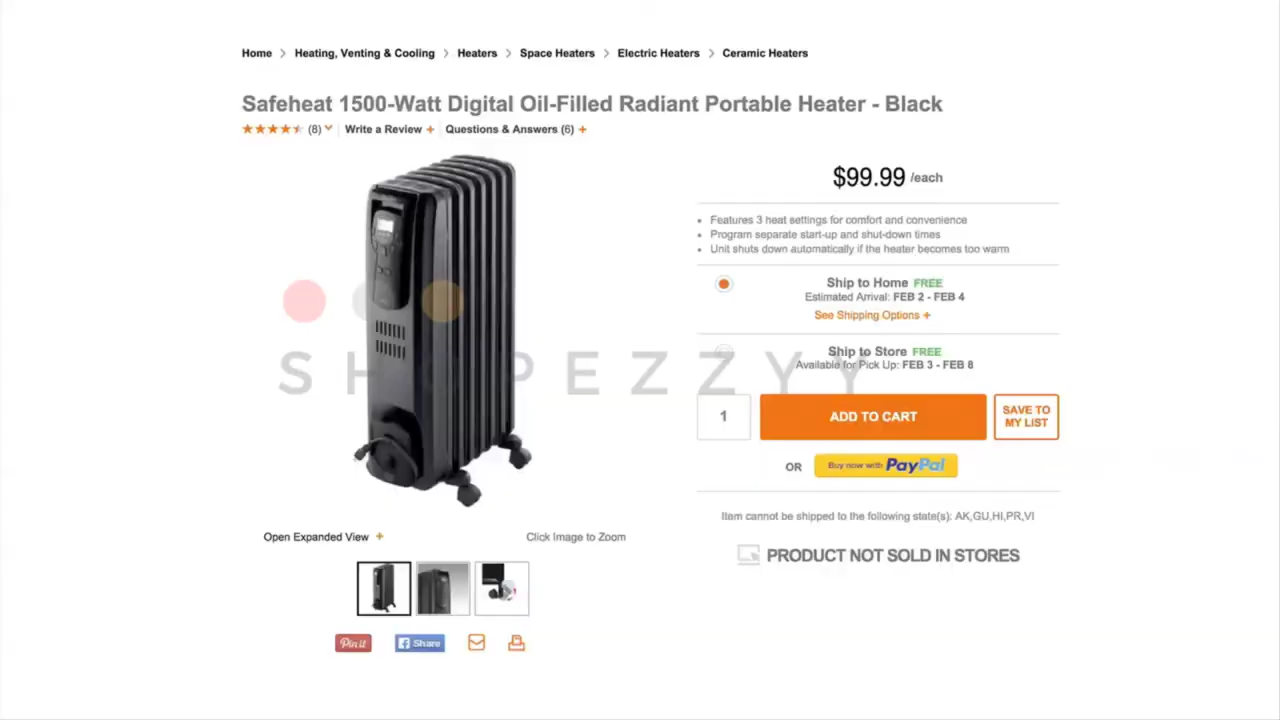 Home > Heating, Venting & Cooling > Heaters > Space Heaters > Electric Heaters > Ceramic Heaters
Safeheat 1500-Watt Digital Oil-Filled Radiant Portable Heater - Black
(8) Write a Review + Questions & Answers (6) +
$99.99 /each
• Features 3 heat settings for comfort and convenience
• Program separate start-up and shut-down times
• Unit shuts down automatically if the heater becomes too warm
Ship to Home FREE
Estimated Arrival: FEB 2 - FEB 4
See Shipping Options +
Ship to Store FREE
Available for Pick Up: FEB 3 - FEB 8
SHOPEZZYY
1
ADD TO CART
SAVE TO
MY LIST
OR
Buy now with PayPal
Item cannot be shipped to the following state(s): AK,GU,HI,PR,VI
Open Expanded View +
Click Image to Zoom
PRODUCT NOT SOLD IN STORES
Pin it
Share